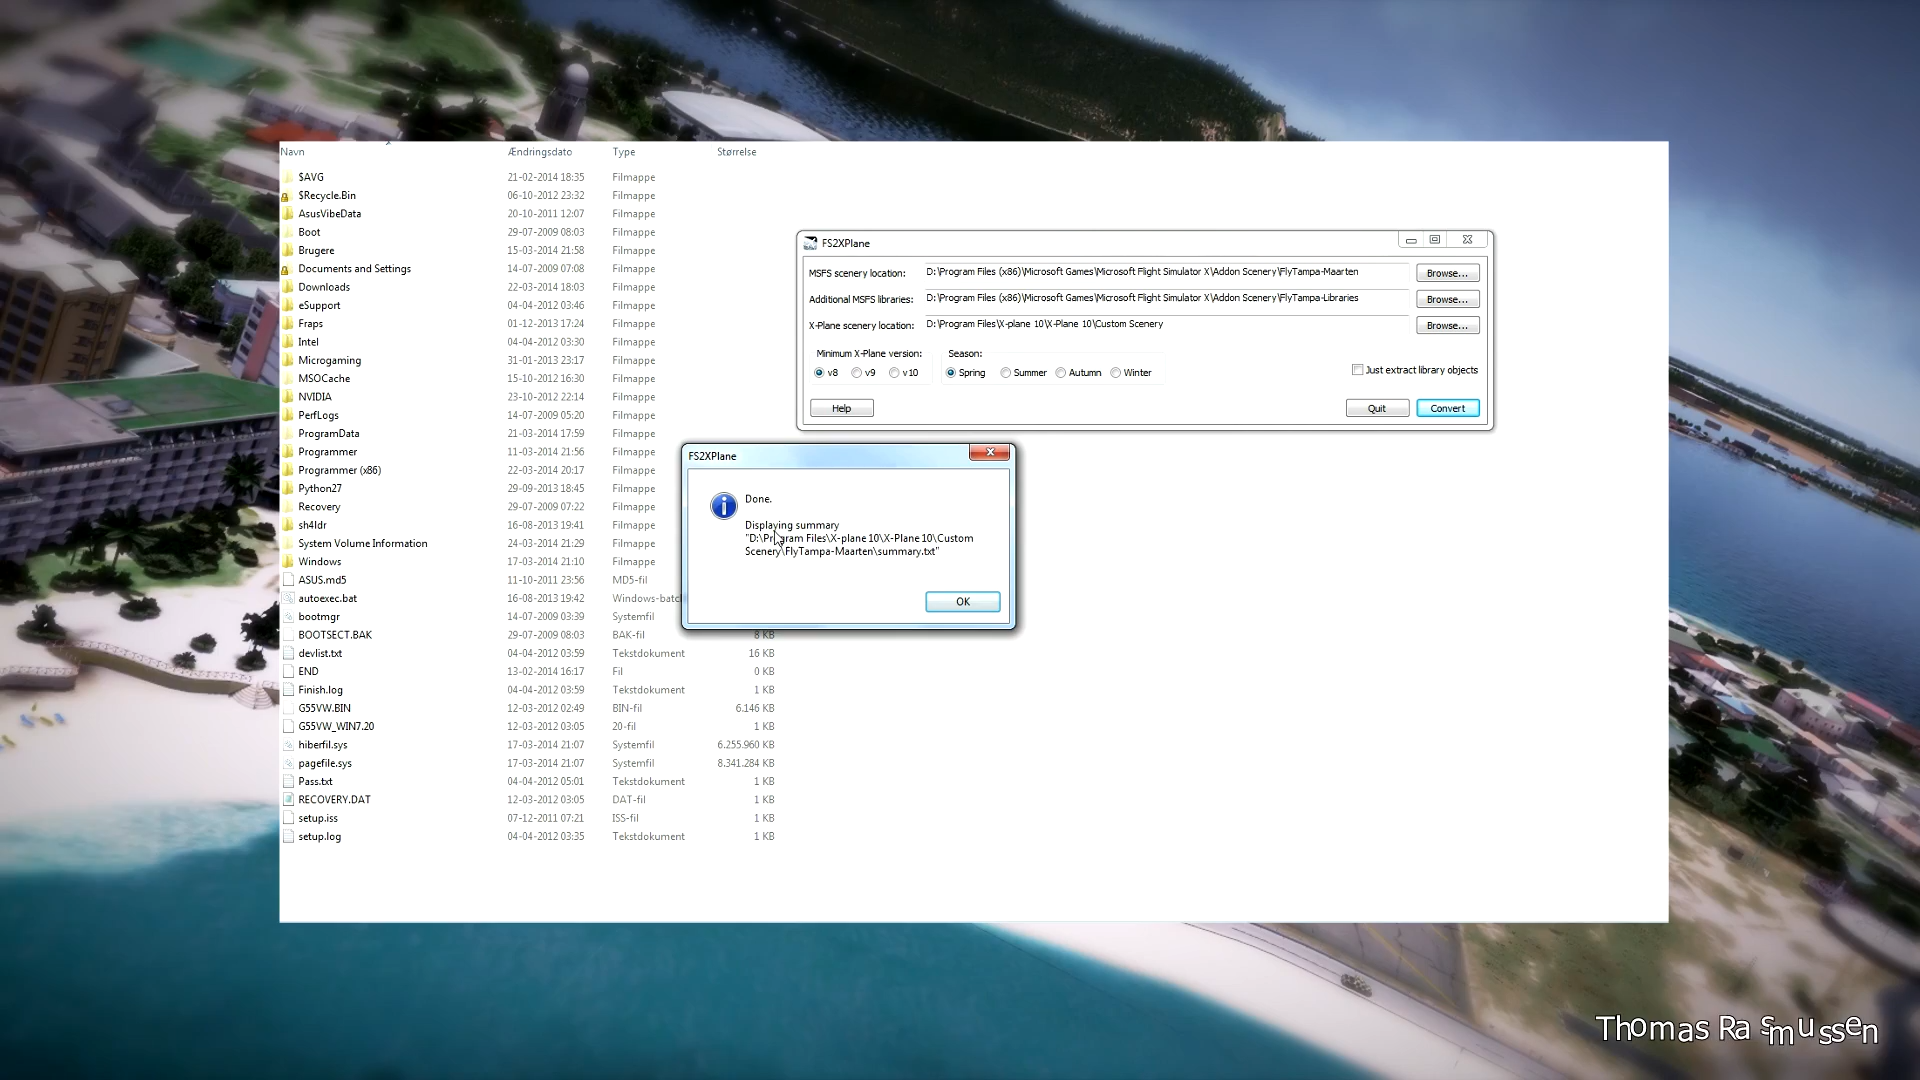 Navn Ændringsdato Type Størrelse
$AVG 21-02-2014 18:35 Filmappe
$Recycle.Bin 06-10-2012 23:32 Filmappe
AsusVibeData 20-10-2011 12:07 Filmappe
Boot 29-07-2009 08:03 Filmappe
Brugere 15-03-2014 21:58 Filmappe
Documents and Settings 14-07-2009 07:08 Filmappe
Downloads 22-03-2014 18:03 Filmappe
eSupport 04-04-2012 03:46 Filmappe
Fraps 01-12-2013 17:24 Filmappe
Intel 04-04-2012 03:30 Filmappe
Microgaming 31-01-2013 23:17 Filmappe
MSOCache 15-10-2012 16:30 Filmappe
NVIDIA 23-10-2012 22:14 Filmappe
PerfLogs 14-07-2009 05:20 Filmappe
ProgramData 21-03-2014 17:59 Filmappe
Programmer 11-03-2014 21:56 Filmappe
Programmer (x86) 22-03-2014 20:17 Filmappe
Python27 29-09-2013 18:45 Filmappe
Recovery 29-07-2009 07:22 Filmappe
sh4ldr 16-08-2013 19:41 Filmappe
System Volume Information 24-03-2014 21:29 Filmappe
Windows 17-03-2014 21:10 Filmappe
ASUS.md5 11-10-2011 23:56 MD5-fil
autoexec.bat 16-08-2013 19:42 Windows-batc
bootmgr 14-07-2009 03:39 Systemfil
BOOTSECT.BAK 29-07-2009 08:03 BAK-fil 8 KB
devlist.txt 04-04-2012 03:59 Tekstdokument 16 KB
END 13-02-2014 16:17 Fil 0 KB
Finish.log 04-04-2012 03:59 Tekstdokument 1 KB
G55VW.BIN 12-03-2012 02:49 BIN-fil 6.146 KB
G55VW_WIN7.20 12-03-2012 03:05 20-fil 1 KB
hiberfil.sys 17-03-2014 21:07 Systemfil 6.255.960 KB
pagefile.sys 17-03-2014 21:07 Systemfil 8.341.284 KB
Pass.txt 04-04-2012 05:01 Tekstdokument 1 KB
RECOVERY.DAT 12-03-2012 03:05 DAT-fil 1 KB
setup.iss 07-12-2011 07:21 ISS-fil 1 KB
setup.log 04-04-2012 03:35 Tekstdokument 1 KB
FS2XPlane
MSFS scenery location: D:\Program Files (x86)\Microsoft Games\Microsoft Flight Simulator X\Addon Scenery\FlyTampa-Maarten Browse...
Additional MSFS libraries: D:\Program Files (x86)\Microsoft Games\Microsoft Flight Simulator X\Addon Scenery\FlyTampa-Libraries Browse...
X-Plane scenery location: D:\Program Files\X-plane 10\X-Plane 10\Custom Scenery Browse...
Minimum X-Plane version: Season:
v8 v9 v10 Spring Summer Autumn Winter Just extract library objects
Help Quit Convert
FS2XPlane
Done.
Displaying summary
"D:\Program Files\X-plane 10\X-Plane 10\Custom
Scenery\FlyTampa-Maarten\summary.txt"
OK
Thomas Rasmussen